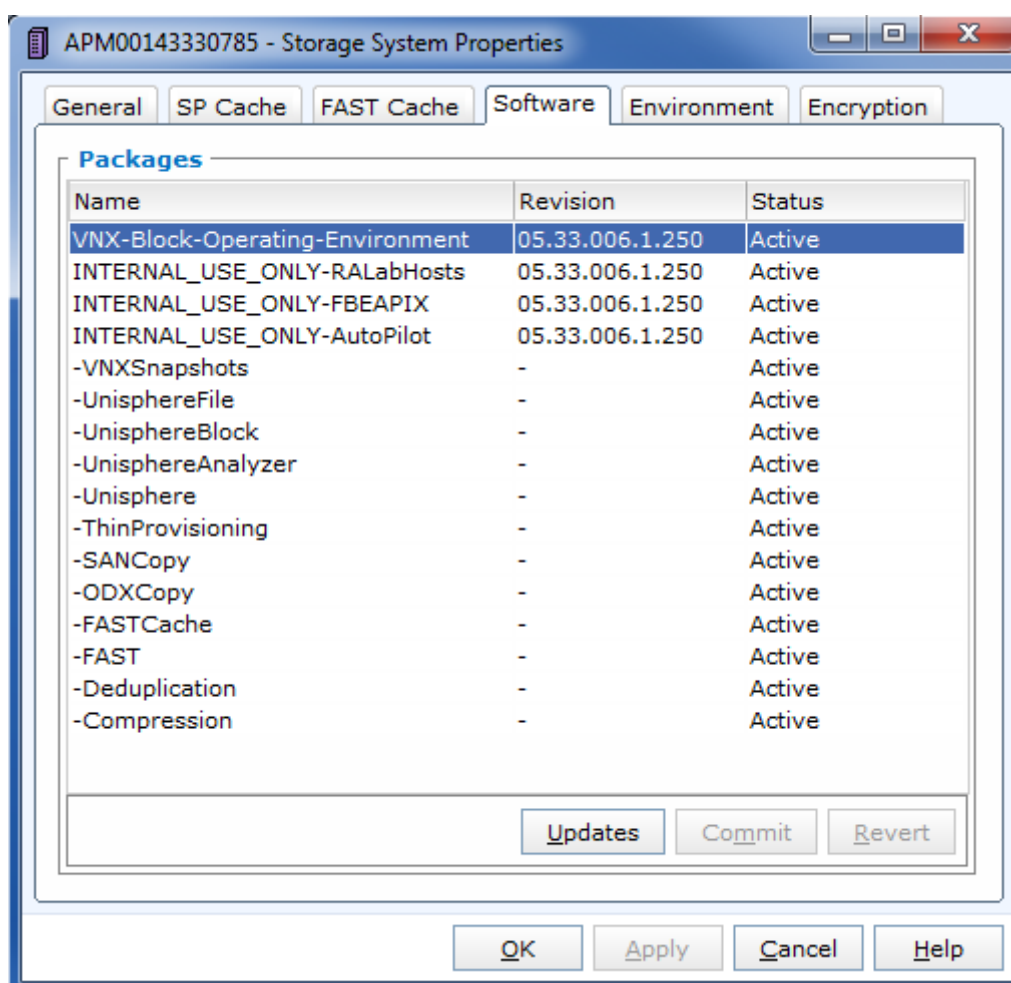 APM00143330785 - Storage System Properties
General SP Cache FAST Cache Software Environment Encryption
Packages
Name Revision Status
VNX-Block-Operating-Environment 05.33.006.1.250 Active
INTERNAL_USE_ONLY-RALabHosts 05.33.006.1.250 Active
INTERNAL_USE_ONLY-FBEAPIX 05.33.006.1.250 Active
INTERNAL_USE_ONLY-AutoPilot 05.33.006.1.250 Active
-VNXSnapshots - Active
-UnisphereFile - Active
-UnisphereBlock - Active
-UnisphereAnalyzer - Active
-Unisphere - Active
-ThinProvisioning - Active
-SANCopy - Active
-ODXCopy - Active
-FASTCache - Active
-FAST - Active
-Deduplication - Active
-Compression - Active
Updates Commit Revert
OK Apply Cancel Help